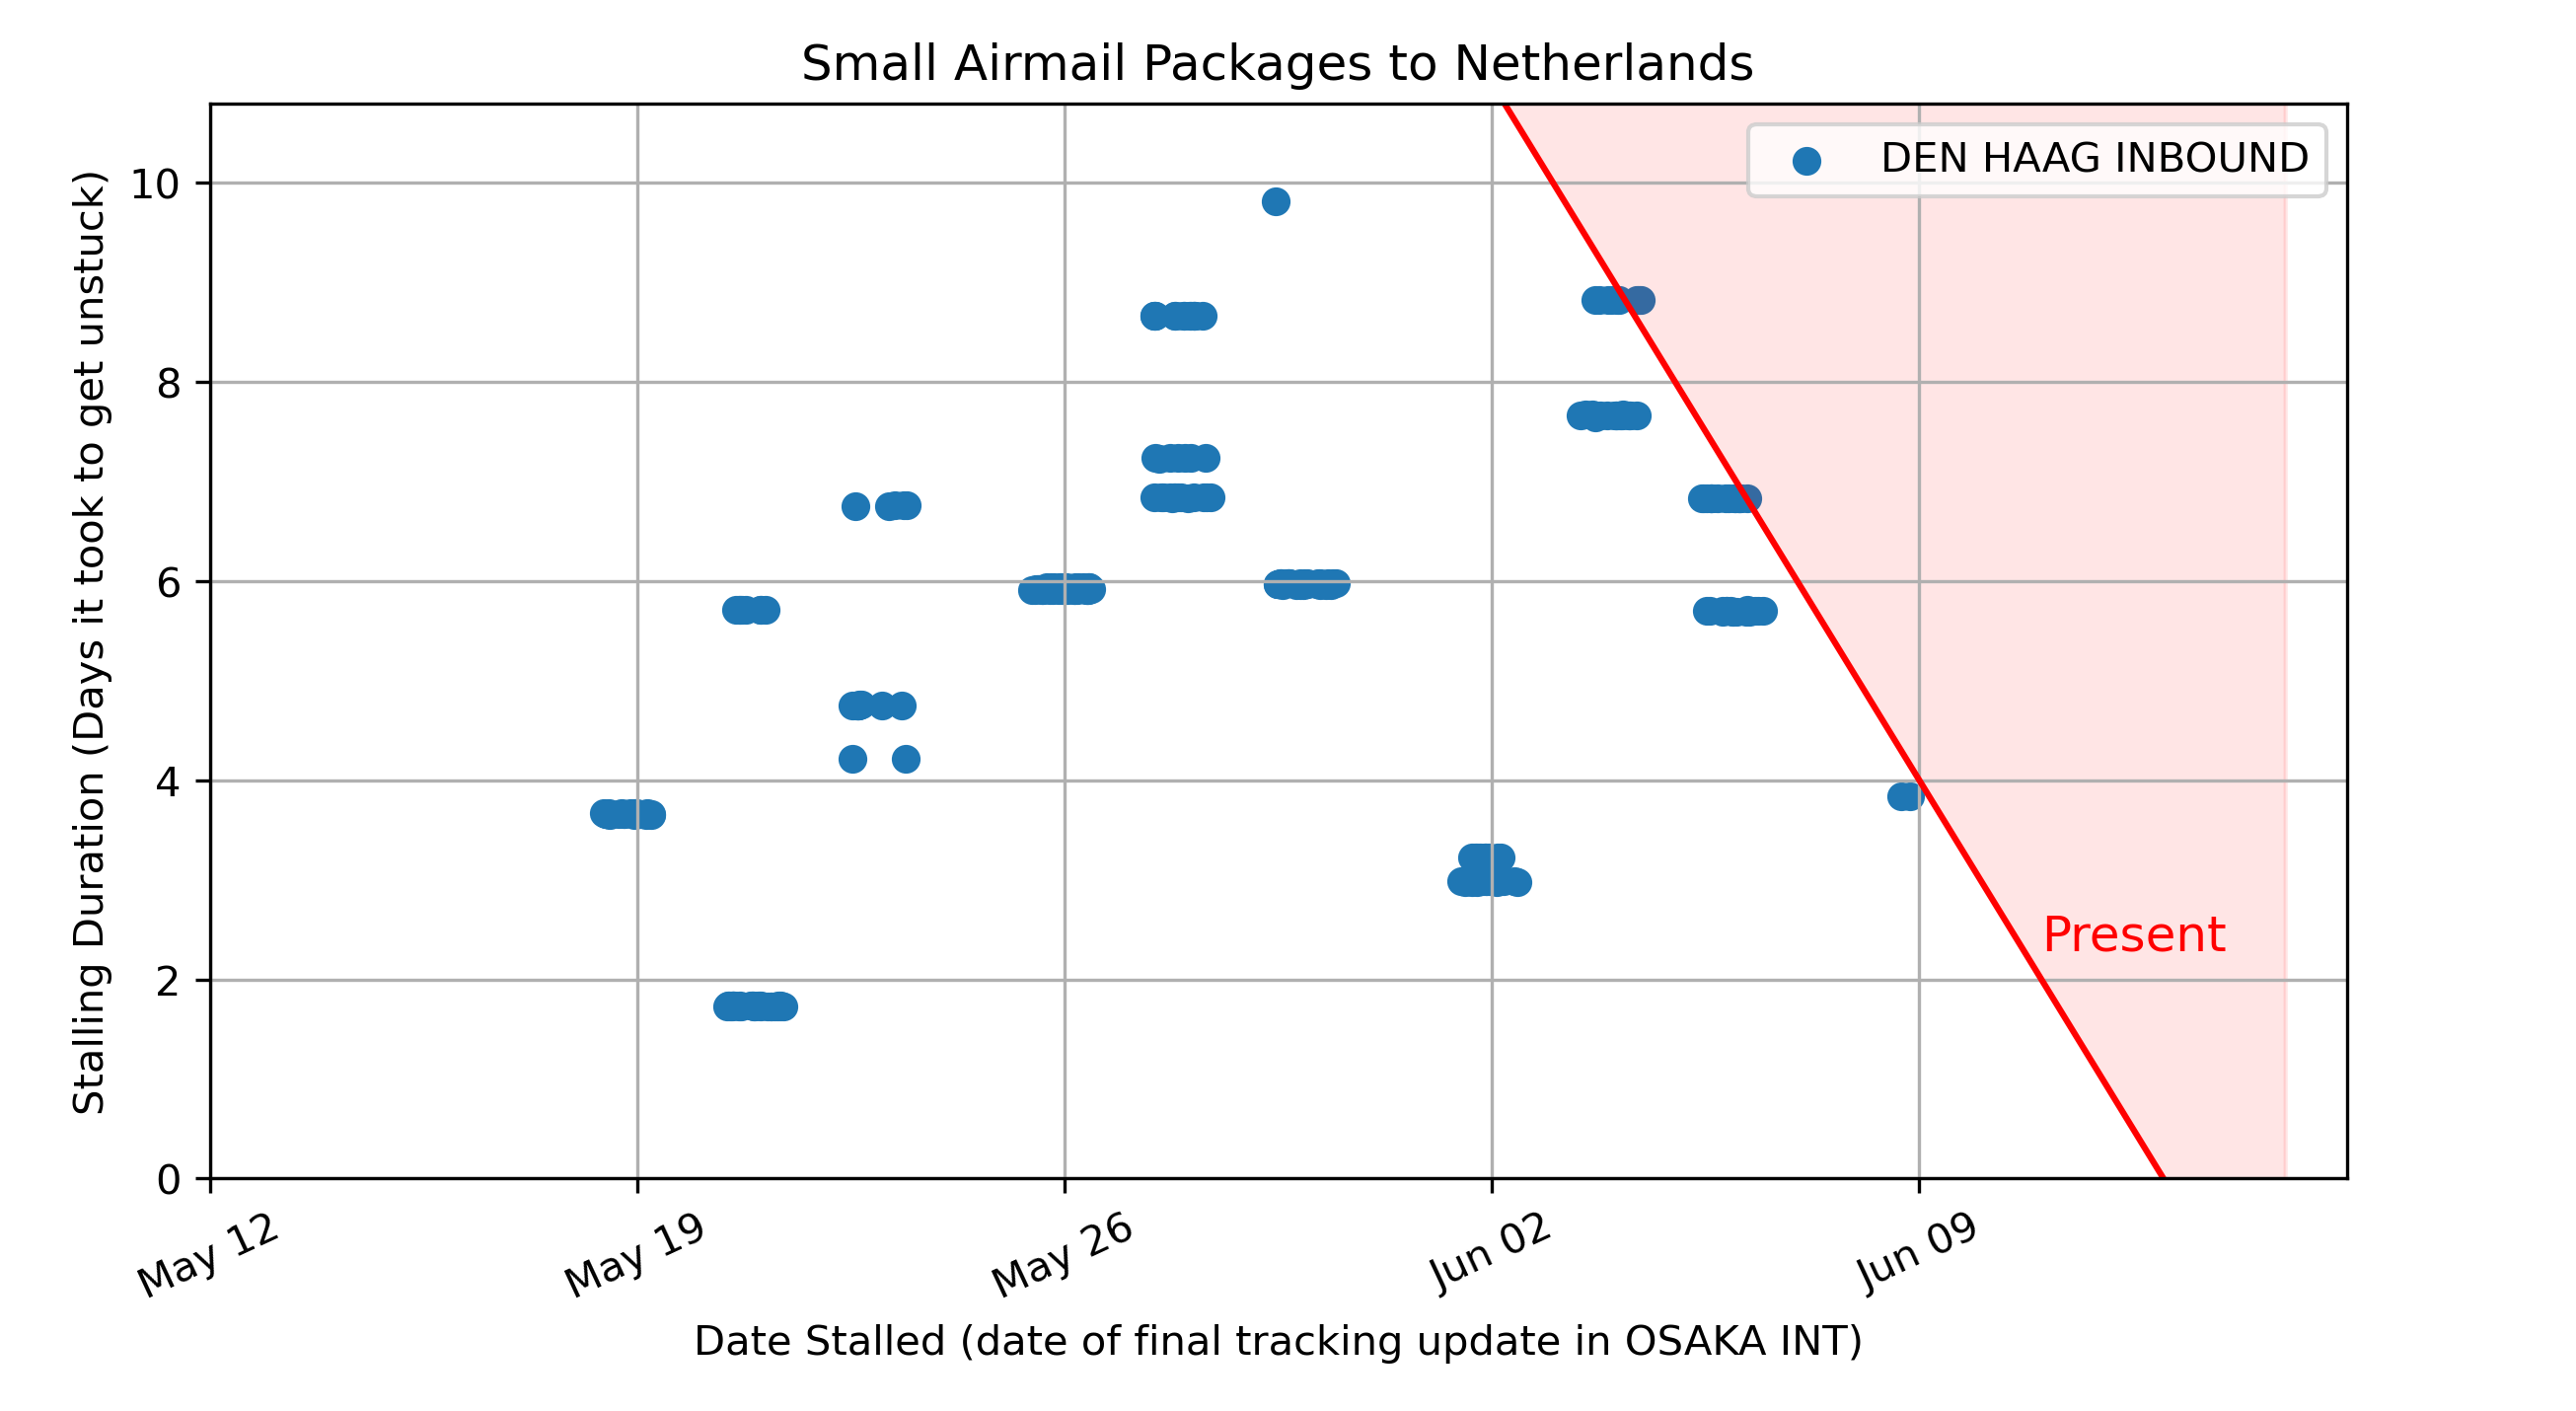 Small Airmail Packages to Netherlands
DEN HAAG INBOUND
Stalling Duration (Days it took to get unstuck)
10
8
6
4
2
0
Present
May 12
May 19
May 26
Jun 02
Jun 09
Date Stalled (date of final tracking update in OSAKA INT)